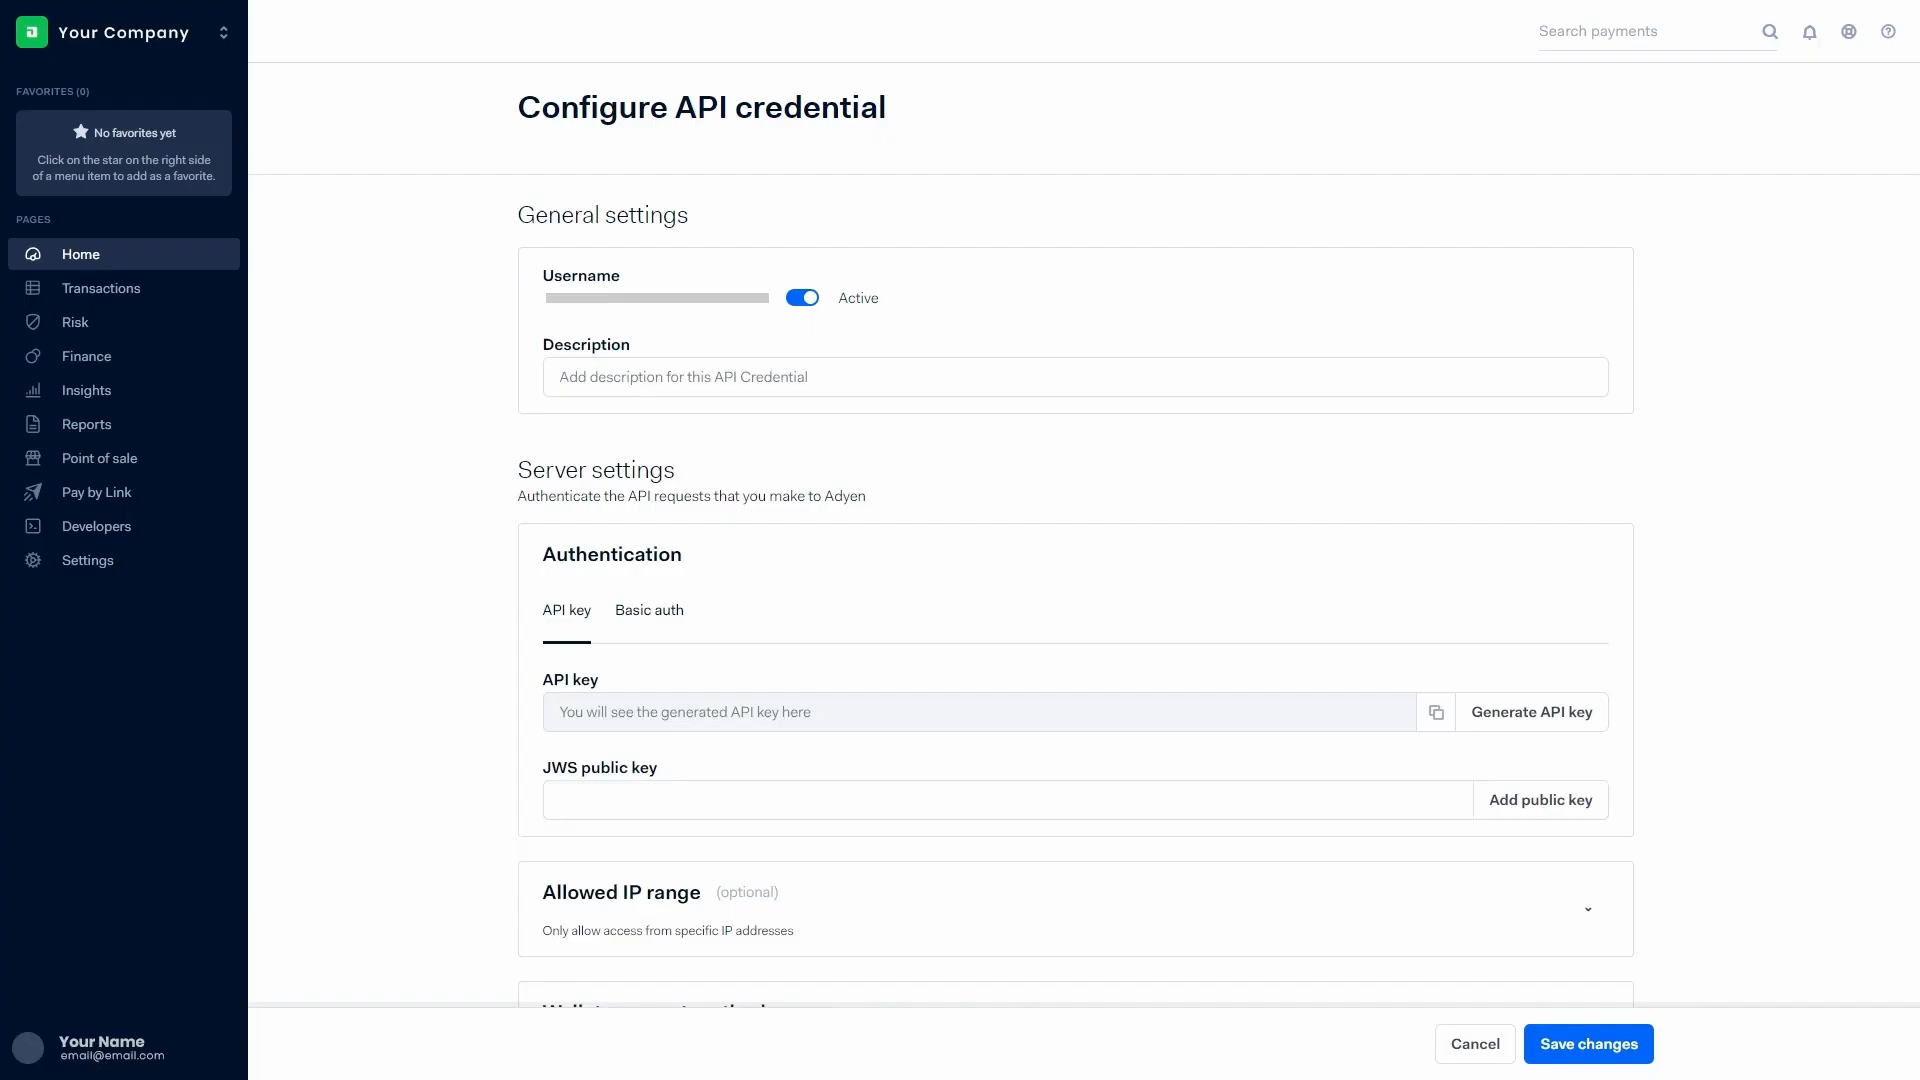 Your Company
FAVORITES (0)
No favorites yet
Click on the star on the right side
of a menu item to add as a favorite.
PAGES
Home
Transactions
Risk
Finance
Insights
Reports
Point of sale
Pay by Link
Developers
Settings
Your Name
email@email.com
Search payments
Configure API credential
General settings
Username
Active
Description
Add description for this API Credential
Server settings
Authenticate the API requests that you make to Adyen
Authentication
API key Basic auth
API key
You will see the generated API key here
Generate API key
JWS public key
Add public key
Allowed IP range (optional)
Only allow access from specific IP addresses
Cancel
Save changes